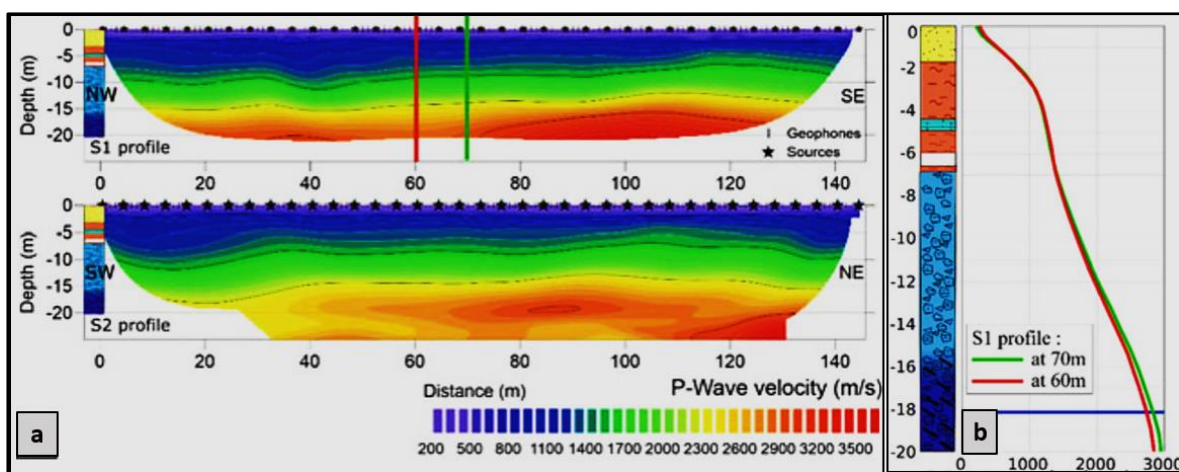 0
-5
-10
-15
-20
Depth (m)
NW
SE
S1 profile
Geophones
Sources
0 20 40 60 80 100 120 140
0
-5
-10
-15
-20
Depth (m)
SW
NE
S2 profile
0 20 40 60 80 100 120 140
Distance (m)
P-Wave velocity (m/s)
200 500 800 1100 1400 1700 2000 2300 2600 2900 3200 3500
a
0
-2
-4
-6
-8
-10
-12
-14
-16
-18
-20
S1 profile :
at 70m
at 60m
b
0 1000 2000 3000